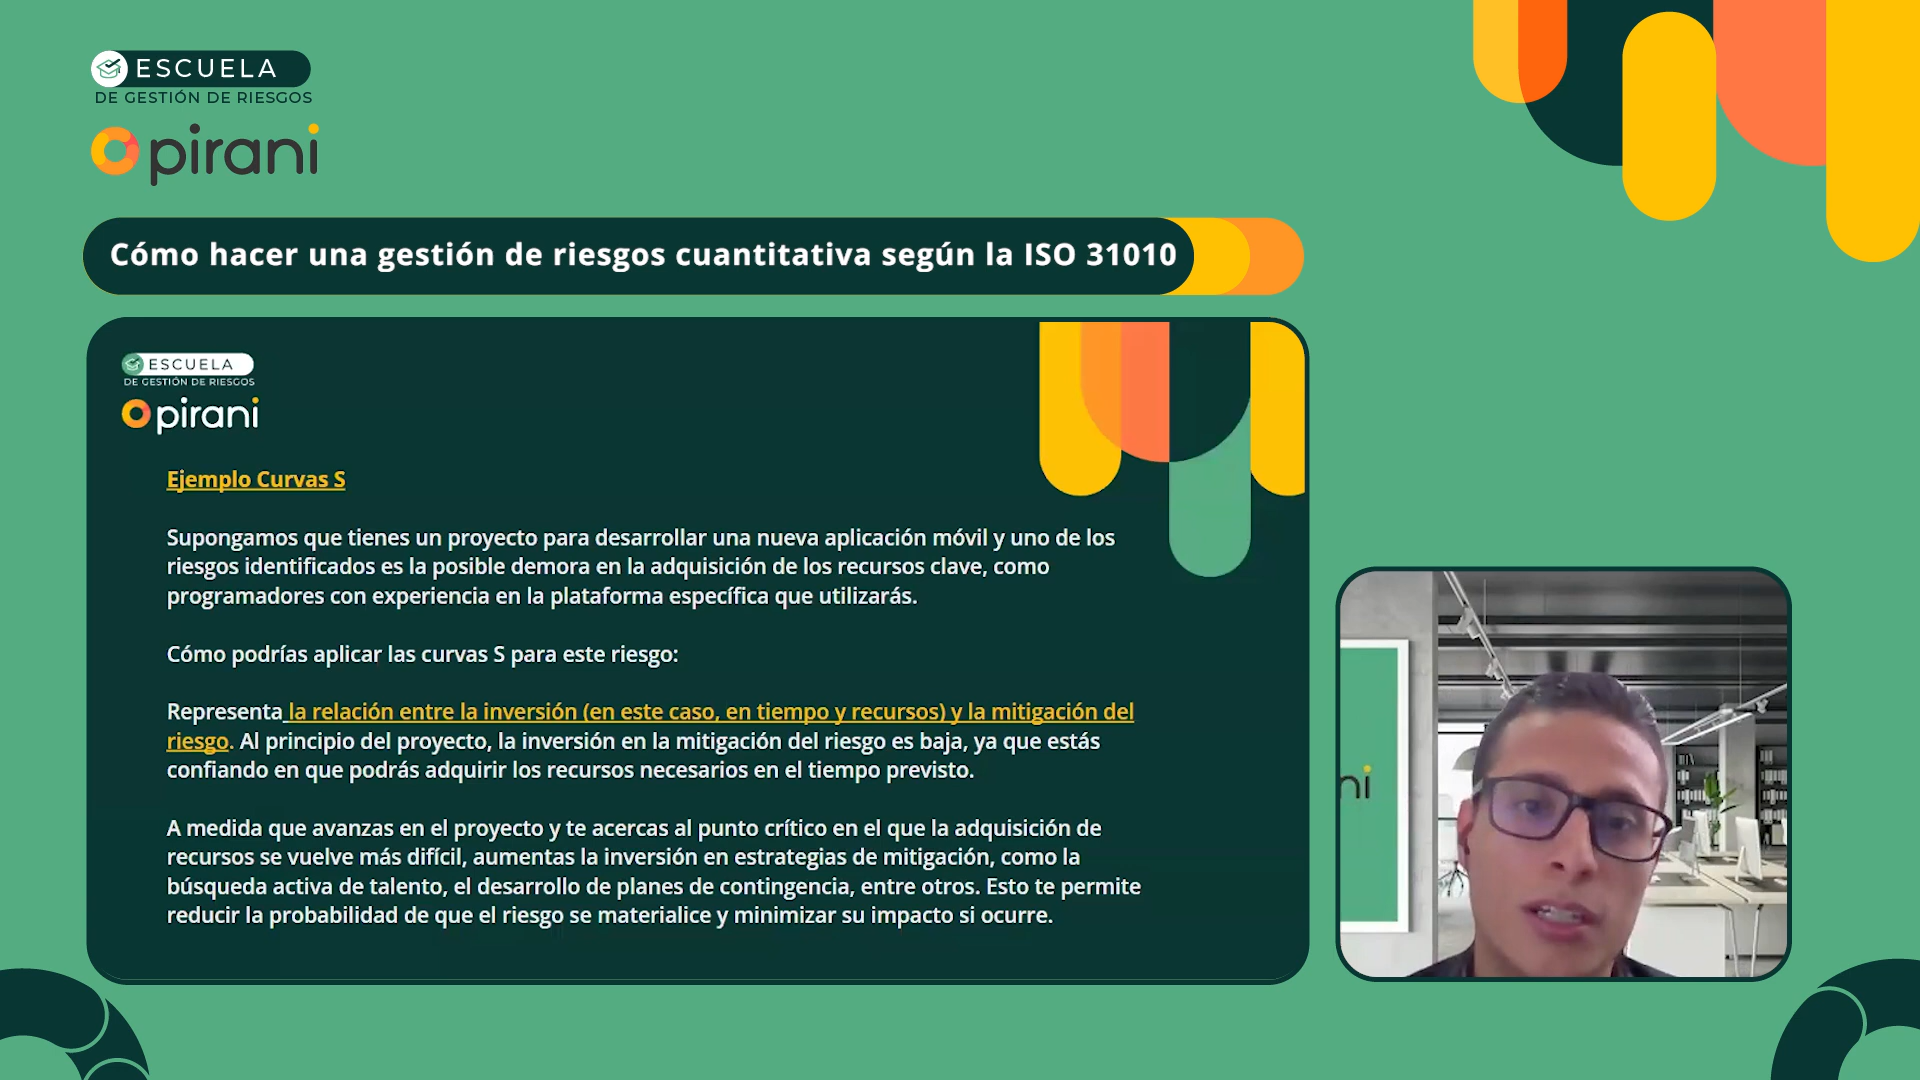 ESCUELA
DE GESTIÓN DE RIESGOS
pirani
Cómo hacer una gestión de riesgos cuantitativa según la ISO 31010
ESCUELA
DE GESTIÓN DE RIESGOS
pirani
Ejemplo Curvas S
Supongamos que tienes un proyecto para desarrollar una nueva aplicación móvil y uno de los
riesgos identificados es la posible demora en la adquisición de los recursos clave, como
programadores con experiencia en la plataforma específica que utilizarás.
Cómo podrías aplicar las curvas S para este riesgo:
Representa la relación entre la inversión (en este caso, en tiempo y recursos) y la mitigación del
riesgo. Al principio del proyecto, la inversión en la mitigación del riesgo es baja, ya que estás
confiando en que podrás adquirir los recursos necesarios en el tiempo previsto.
A medida que avanzas en el proyecto y te acercas al punto crítico en el que la adquisición de
recursos se vuelve más difícil, aumentas la inversión en estrategias de mitigación, como la
búsqueda activa de talento, el desarrollo de planes de contingencia, entre otros. Esto te permite
reducir la probabilidad de que el riesgo se materialice y minimizar su impacto si ocurre.
ni